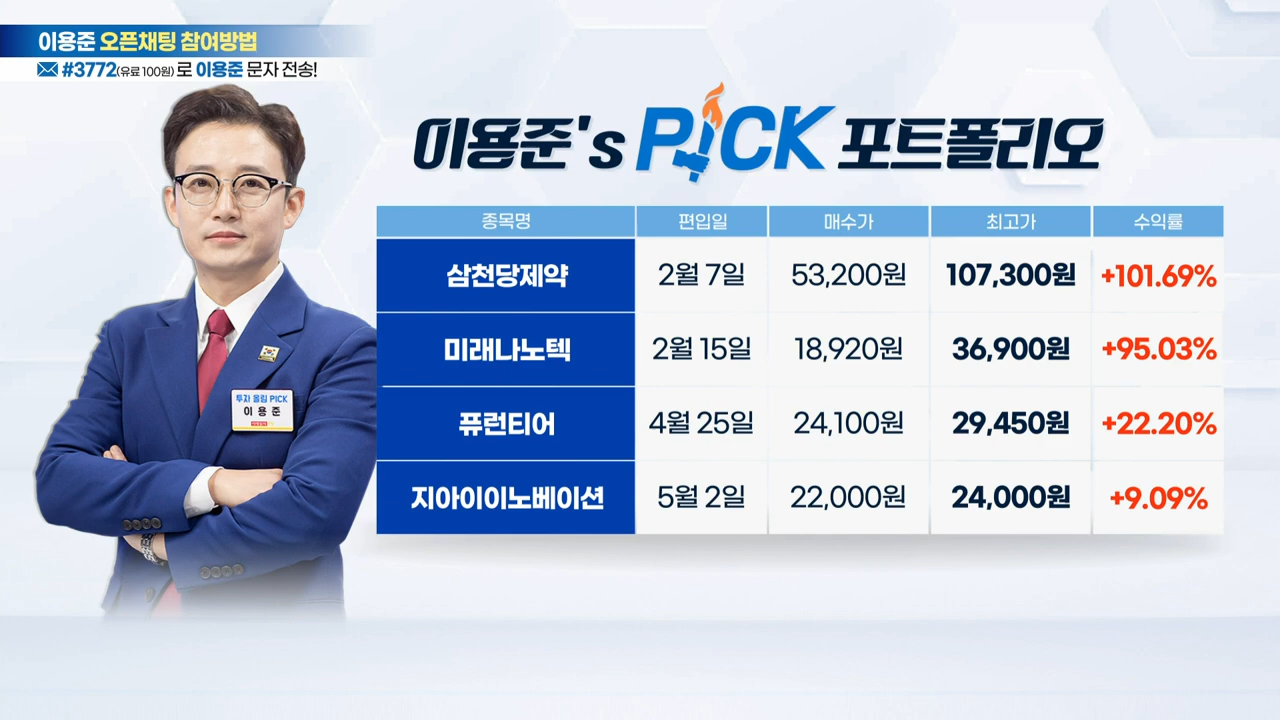 이용준 오픈채팅 참여방법
#3772(유료 100원)로 이용준 문자 전송!
이용준's PICK 포트폴리오
종목명 편입일 매수가 최고가 수익률
삼천당제약 2월 7일 53,200원 107,300원 +101.69%
미래나노텍 2월 15일 18,920원 36,900원 +95.03%
퓨런티어 4월 25일 24,100원 29,450원 +22.20%
지아이이노베이션 5월 2일 22,000원 24,000원 +9.09%
투자 올림 PICK
이용준